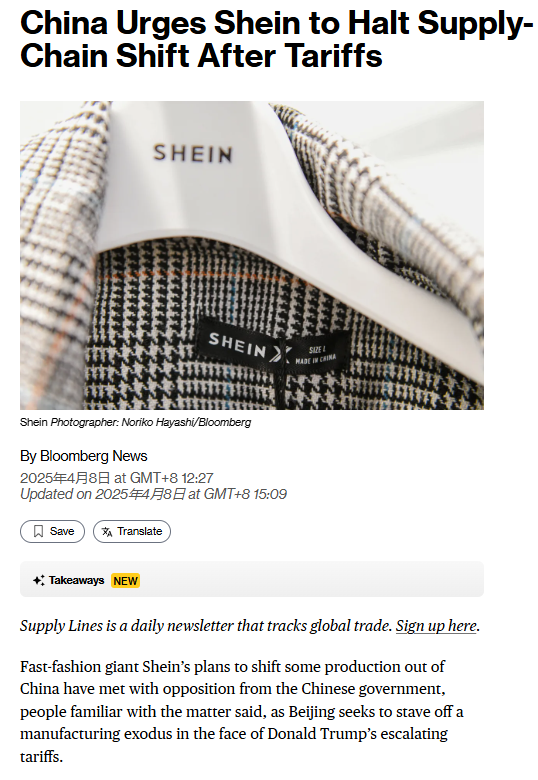 China Urges Shein to Halt Supply-
Chain Shift After Tariffs
SHEIN
SHEIN X
SIZE L
MADE IN CHINA
Shein Photographer: Noriko Hayashi/Bloomberg
By Bloomberg News
2025年4月8日 at GMT+8 12:27
Updated on 2025年4月8日 at GMT+8 15:09
Save
Translate
Takeaways NEW
Supply Lines is a daily newsletter that tracks global trade. Sign up here.
Fast-fashion giant Shein’s plans to shift some production out of
China have met with opposition from the Chinese government,
people familiar with the matter said, as Beijing seeks to stave off a
manufacturing exodus in the face of Donald Trump’s escalating
tariffs.